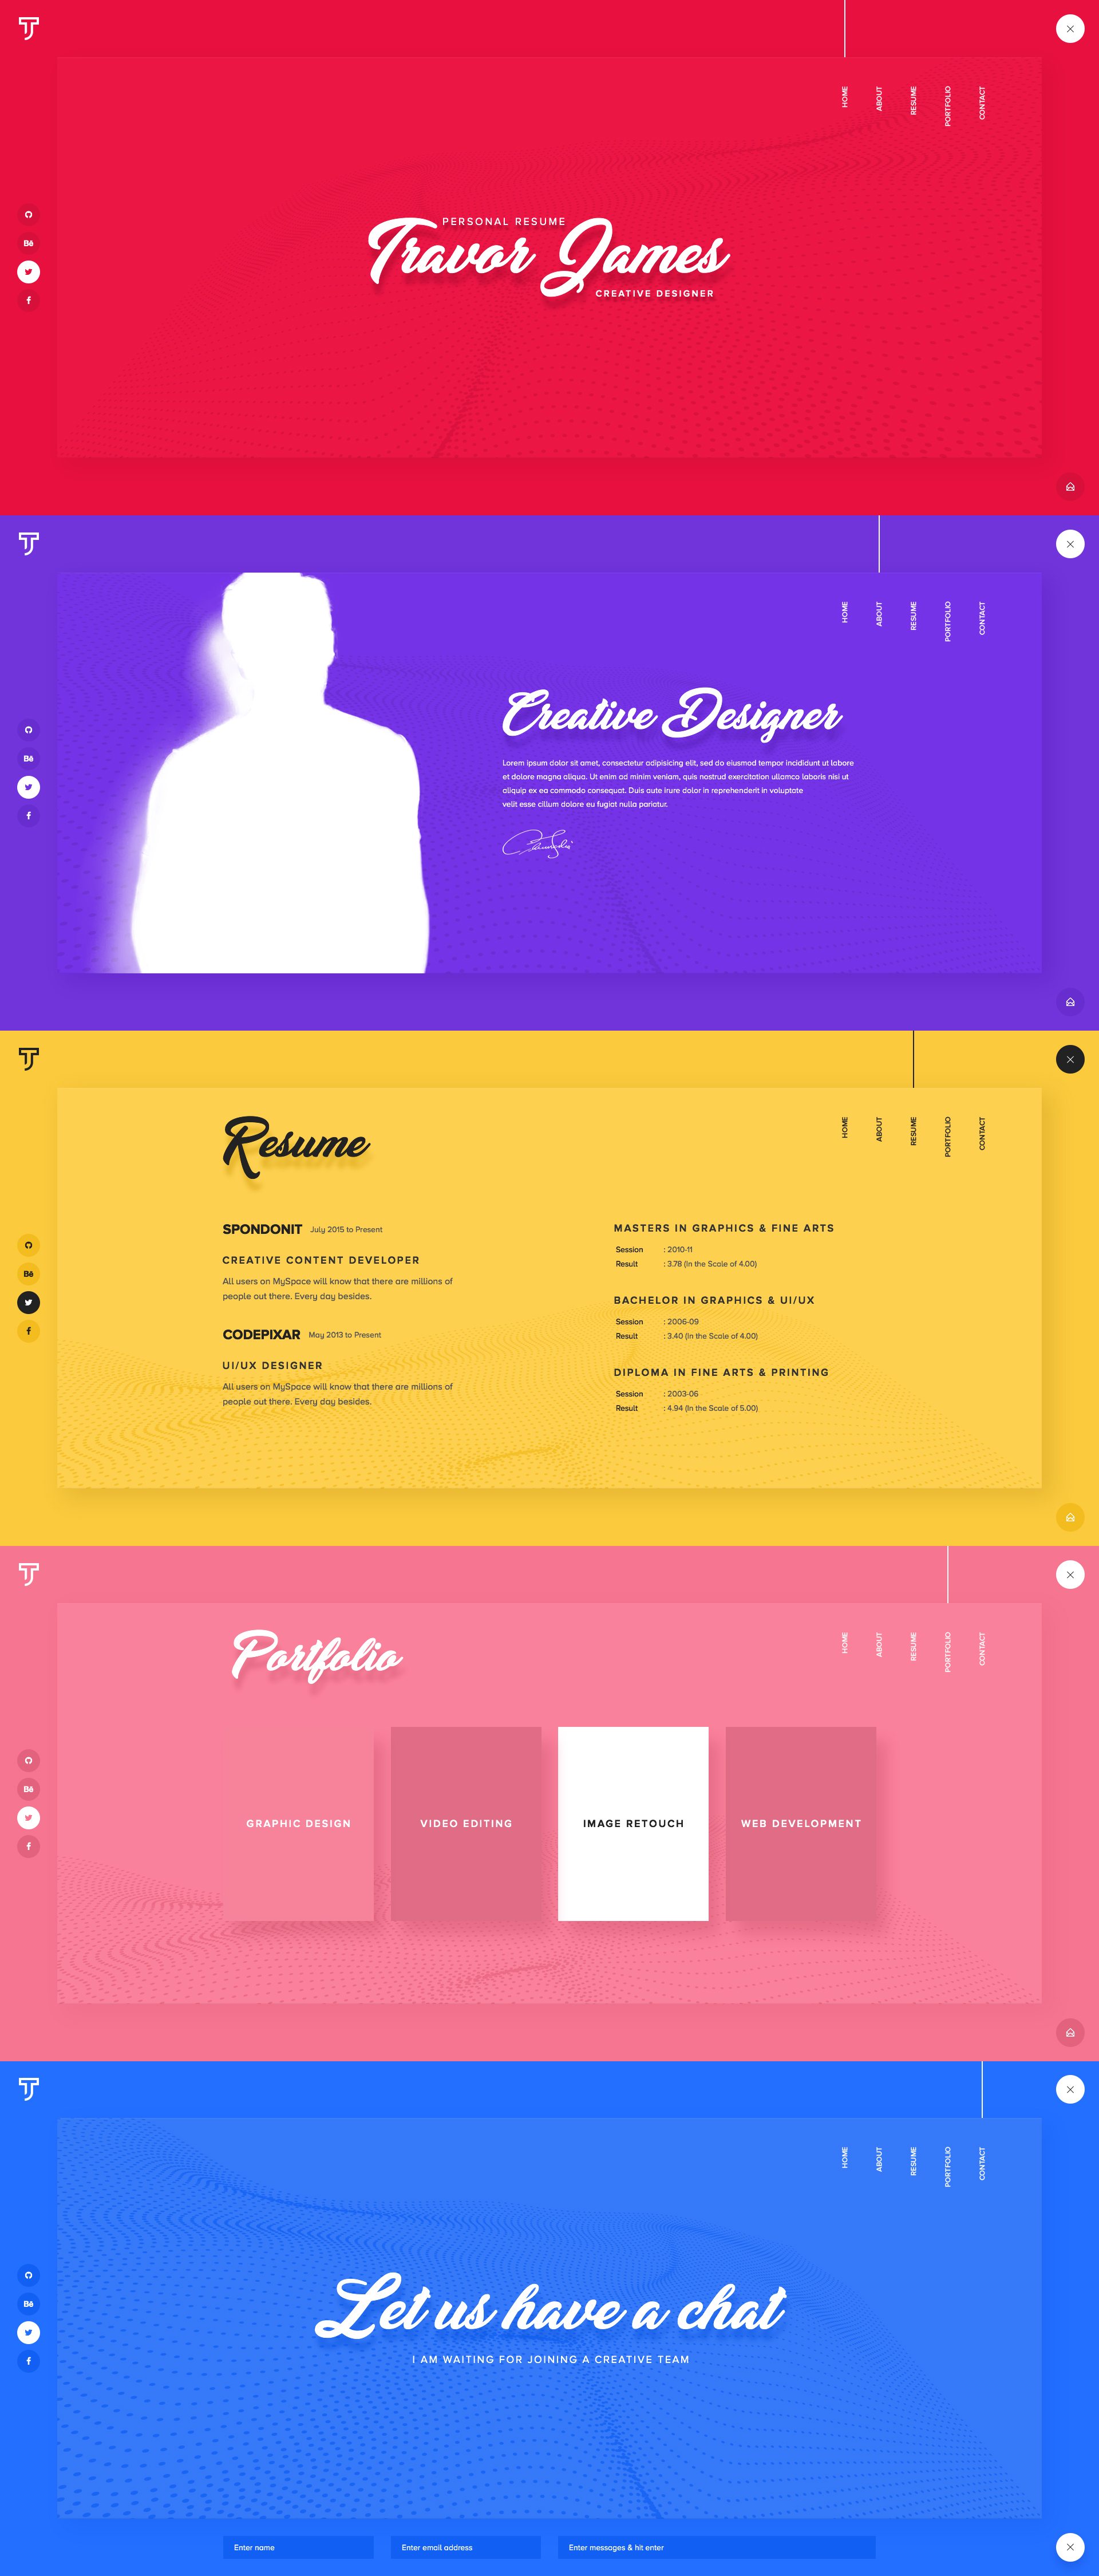 HOME
ABOUT
RESUME
PORTFOLIO
CONTACT
PERSONAL RESUME
Travor James
CREATIVE DESIGNER
Bē
HOME
ABOUT
RESUME
PORTFOLIO
CONTACT
Creative Designer
Lorem ipsum dolor sit amet, consectetur adipisicing elit, sed do eiusmod tempor incididunt ut labore
et dolore magna aliqua. Ut enim ad minim veniam, quis nostrud exercitation ullamco laboris nisi ut
aliquip ex ea commodo consequat. Duis aute irure dolor in reprehenderit in voluptate
velit esse cillum dolore eu fugiat nulla pariatur.
Bē
HOME
ABOUT
RESUME
PORTFOLIO
CONTACT
Resume
SPONDONIT July 2015 to Present
CREATIVE CONTENT DEVELOPER
All users on MySpace will know that there are millions of
people out there. Every day besides.
CODEPIXAR May 2013 to Present
UI/UX DESIGNER
All users on MySpace will know that there are millions of
people out there. Every day besides.
MASTERS IN GRAPHICS & FINE ARTS
Session : 2010-11
Result : 3.78 (In the Scale of 4.00)
BACHELOR IN GRAPHICS & UI/UX
Session : 2006-09
Result : 3.40 (In the Scale of 4.00)
DIPLOMA IN FINE ARTS & PRINTING
Session : 2003-06
Result : 4.94 (In the Scale of 5.00)
Bē
HOME
ABOUT
RESUME
PORTFOLIO
CONTACT
Portfolio
GRAPHIC DESIGN
VIDEO EDITING
IMAGE RETOUCH
WEB DEVELOPMENT
Bē
HOME
ABOUT
RESUME
PORTFOLIO
CONTACT
Let us have a chat
I AM WAITING FOR JOINING A CREATIVE TEAM
Bē
Enter name
Enter email address
Enter messages & hit enter